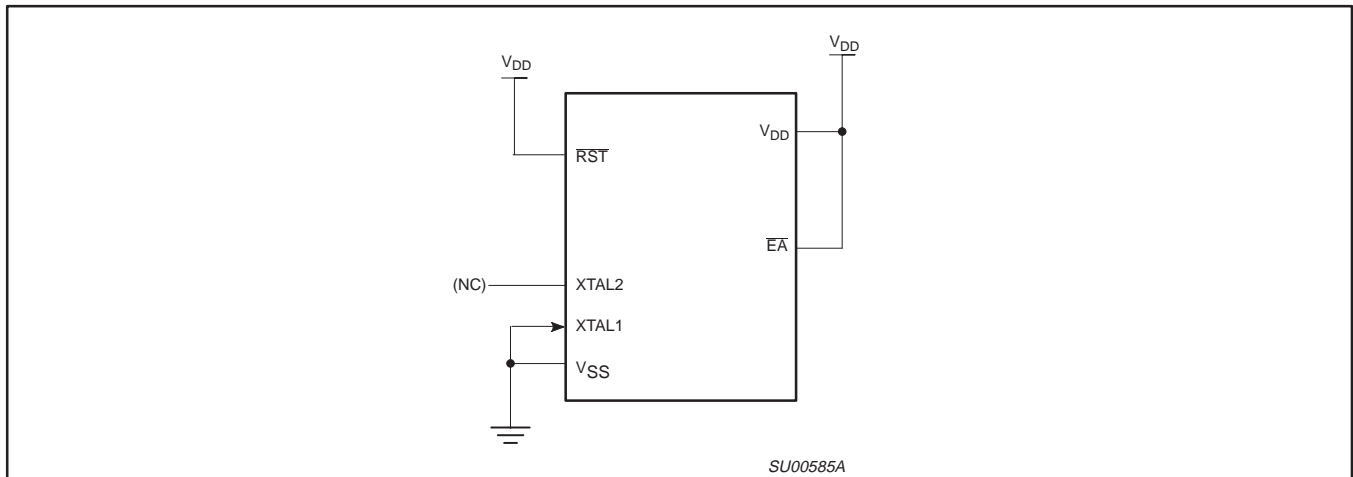 VDD
VDD
VDD
RST
EA
(NC)
XTAL2
XTAL1
VSS
SU00585A